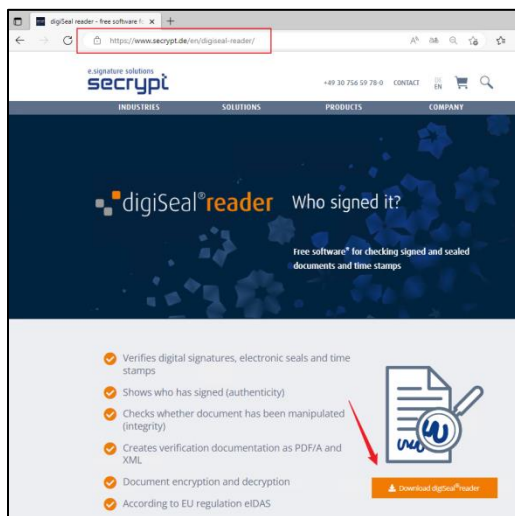 digiSeal reader - free software fo
https://www.secrypt.de/en/digiseal-reader/
e.signature solutions
secrypt
+49 30 756 59 78-0 CONTACT DE EN
INDUSTRIES SOLUTIONS PRODUCTS COMPANY
digiSeal®reader Who signed it?
Free software* for checking signed and sealed
documents and time stamps
Verifies digital signatures, electronic seals and time
stamps
Shows who has signed (authenticity)
Checks whether document has been manipulated
(integrity)
Creates verification documentation as PDF/A and
XML
Document encryption and decryption
According to EU regulation eIDAS
Download digiSeal®reader